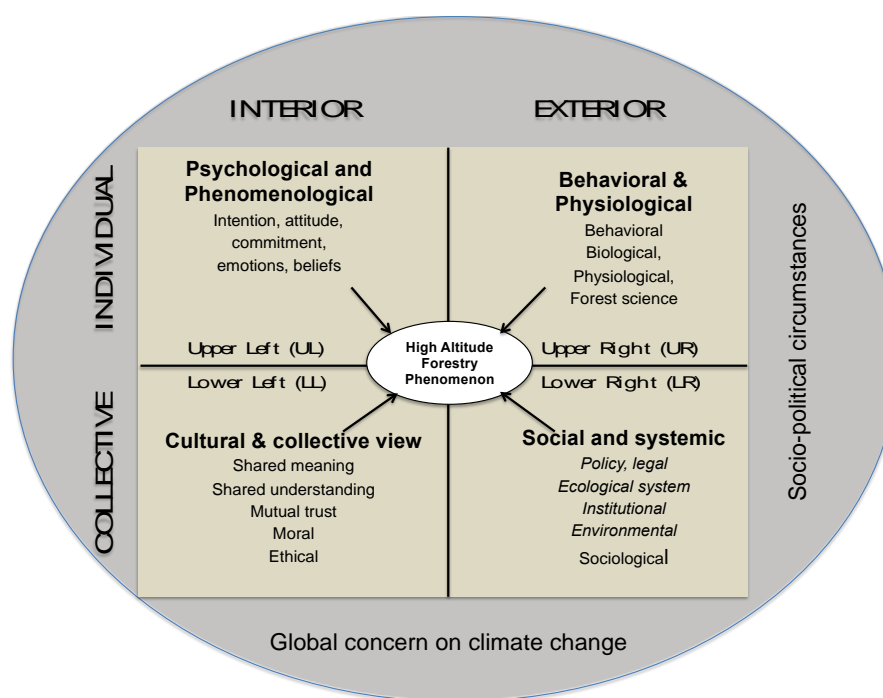 INTERIOR
EXTERIOR
INDIVIDUAL
COLLECTIVE
Psychological and
Phenomenological
Intention, attitude,
commitment,
emotions, beliefs
Upper Left (UL)
Behavioral &
Physiological
Behavioral
Biological,
Physiological,
Forest science
Upper Right (UR)
High Altitude
Forestry
Phenomenon
Lower Left (LL)
Cultural & collective view
Shared meaning
Shared understanding
Mutual trust
Moral
Ethical
Lower Right (LR)
Social and systemic
Policy, legal
Ecological system
Institutional
Environmental
Sociological
Socio-political circumstances
Global concern on climate change